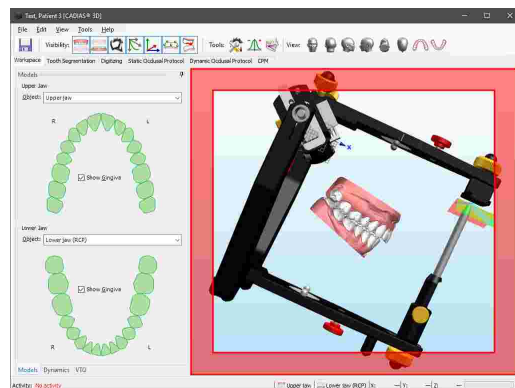 Test, Patient 3 [CADIAS® 3D]
File Edit View Tools Help
Visibility: Tools: View:
Workspace Tooth Segmentation Digitizing Static Occlusal Protocol Dynamic Occlusal Protocol CPM
Models
Upper Jaw
Object: Upper jaw
R L
Show Gingiva
Lower Jaw
Object: Lower jaw (RCP)
Show Gingiva
R L
Models Dynamics VTO
Activity: No activity Upper jaw Lower jaw (RCP) X: — Y: — Z: —
X